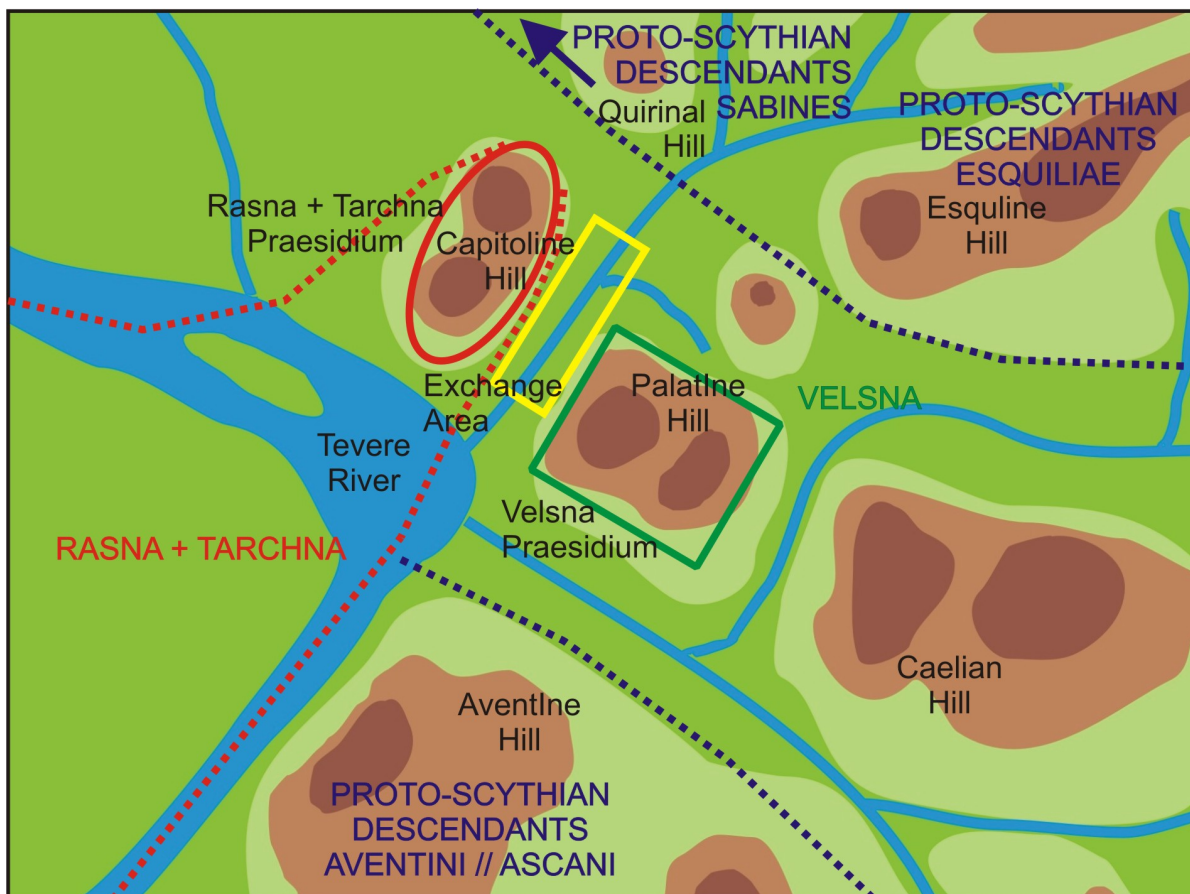 PROTO-SCYTHIAN
DESCENDANTS
SABINES
Quirinal
Hill
PROTO-SCYTHIAN
DESCENDANTS
ESQUILIAE
Esquline
Hill
Rasna + Tarchna
Praesidium
Capitoline
Hill
Exchange
Area
PalatIne
Hill
VELSNA
Tevere
River
Velsna
Praesidium
RASNA + TARCHNA
Caelian
Hill
AventIne
Hill
PROTO-SCYTHIAN
DESCENDANTS
AVENTINI // ASCANI